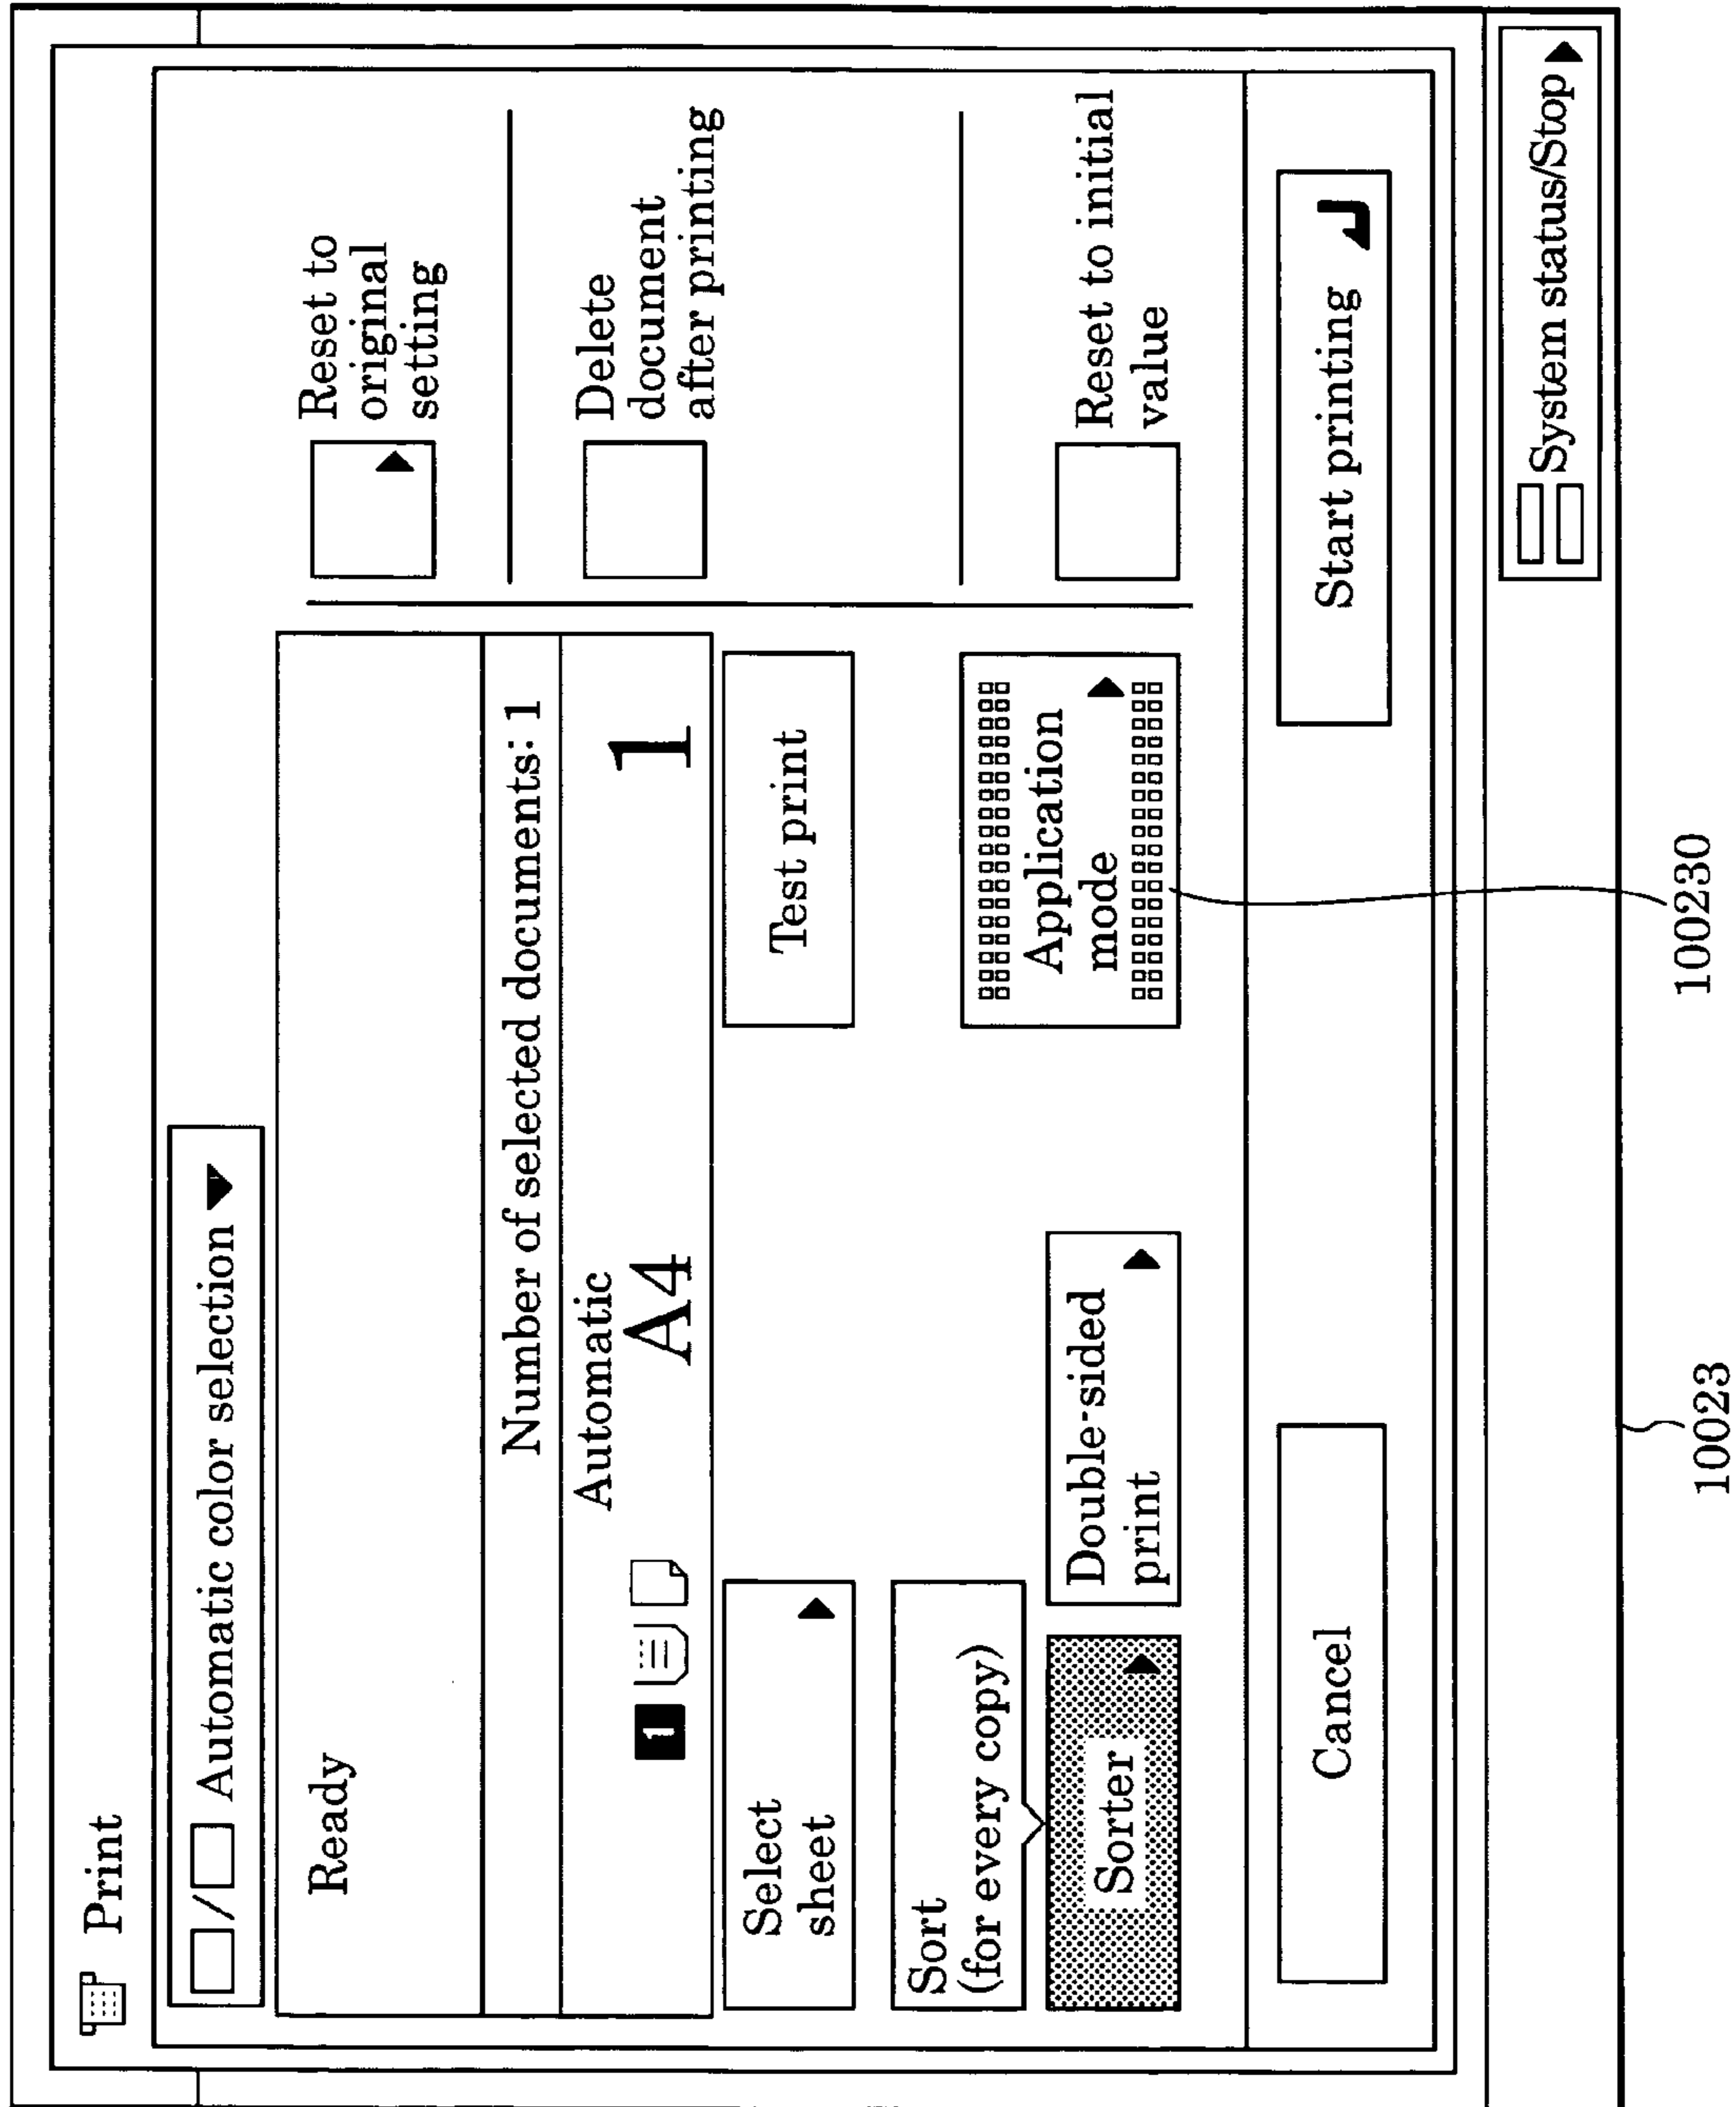 Print
Automatic color selection
Ready
Number of selected documents: 1
Automatic
1
A4
1
Select
sheet
Test print
Sort
(for every copy)
Sorter
Double-sided
print
Application
mode
Reset to
original
setting
Delete
document
after printing
Reset to initial
value
Cancel
Start printing
System status/Stop
100230
10023